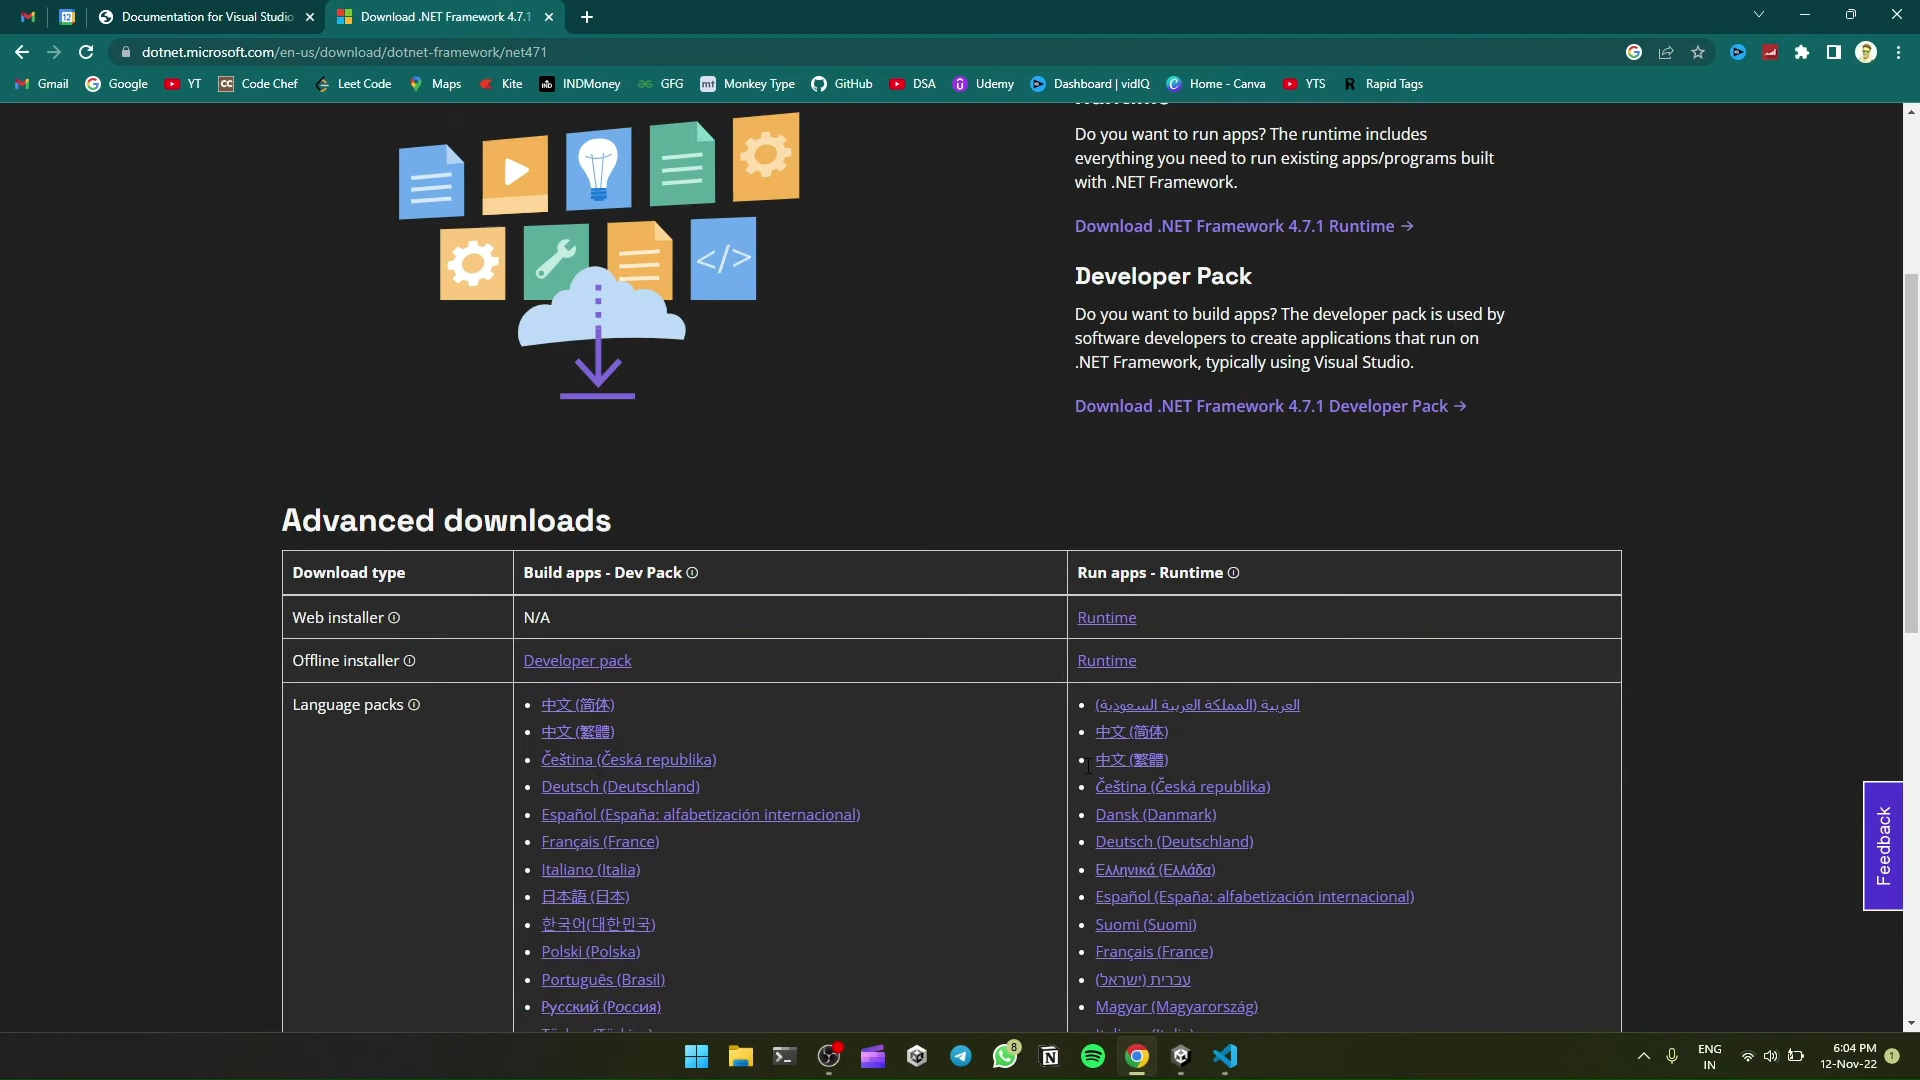 Documentation for Visual Studio
Download .NET Framework 4.7.1
dotnet.microsoft.com/en-us/download/dotnet-framework/net471
Gmail
Google
YT
CC
Code Chef
Leet Code
Maps
Kite
IND
INDMoney
GFG
mt
Monkey Type
GitHub
DSA
Udemy
Dashboard | vidIQ
Home - Canva
YTS
R
Rapid Tags
Runtime
Do you want to run apps? The runtime includes
everything you need to run existing apps/programs built
with .NET Framework.
Download .NET Framework 4.7.1 Runtime →
</>
Developer Pack
Do you want to build apps? The developer pack is used by
software developers to create applications that run on
.NET Framework, typically using Visual Studio.
Download .NET Framework 4.7.1 Developer Pack →
Advanced downloads
Download type
Build apps - Dev Pack
Run apps - Runtime
Web installer
N/A
Runtime
Offline installer
Developer pack
Runtime
Language packs
中文 (简体)
中文 (繁體)
Čeština (Česká republika)
Deutsch (Deutschland)
Español (España: alfabetización internacional)
Français (France)
Italiano (Italia)
日本語 (日本)
한국어(대한민국)
Polski (Polska)
Português (Brasil)
Русский (Россия)
العربية (المملكة العربية السعودية)
中文 (简体)
中文 (繁體)
Čeština (Česká republika)
Dansk (Danmark)
Deutsch (Deutschland)
Ελληνικά (Ελλάδα)
Español (España: alfabetización internacional)
Suomi (Suomi)
Français (France)
עברית (ישראל)
Magyar (Magyarország)
Feedback
8
ENG
IN
6:04 PM
12-Nov-22
1